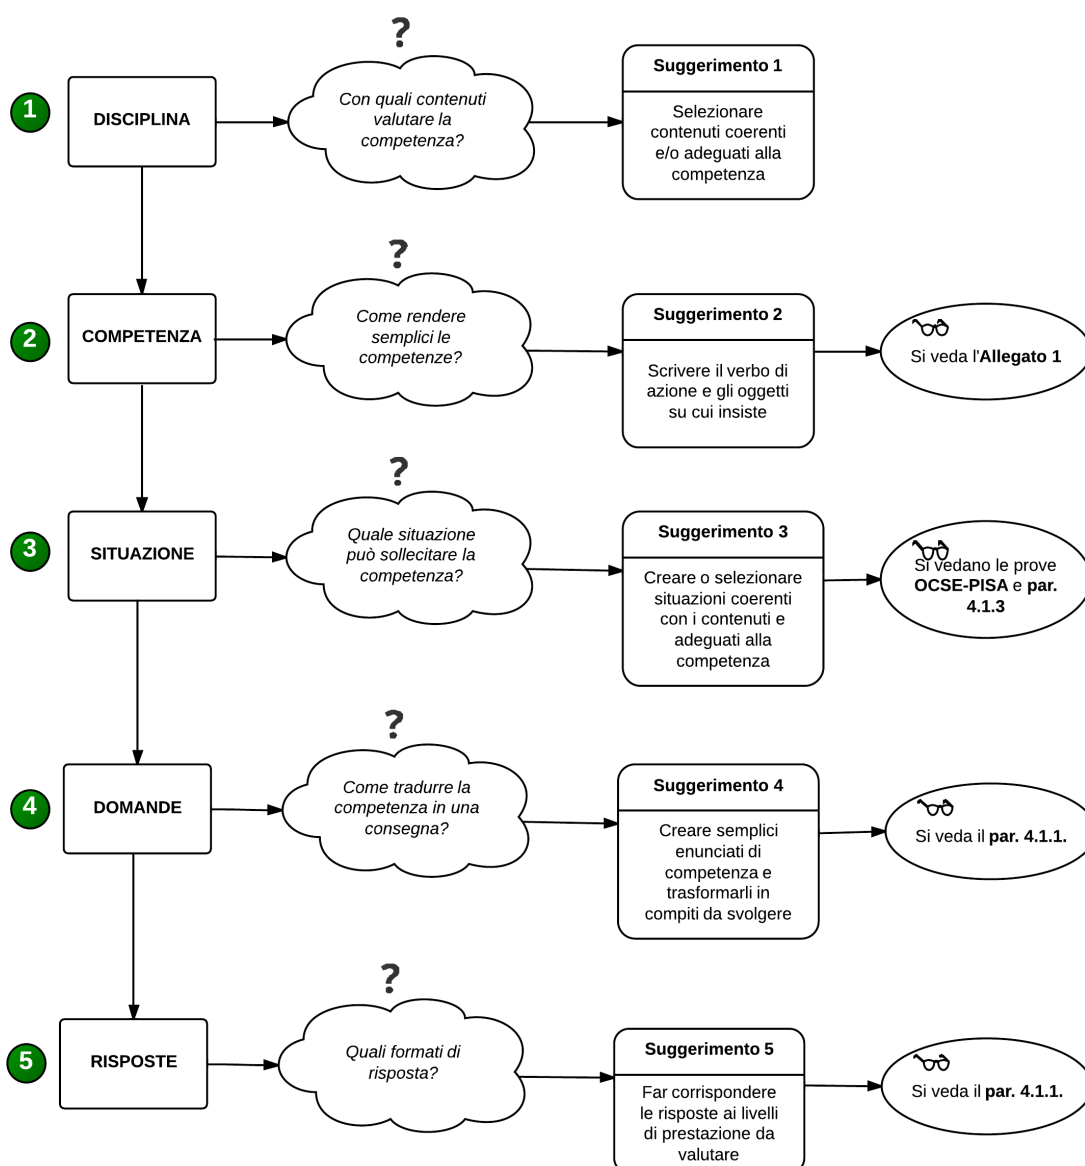 ?
1
DISCIPLINA
Con quali contenuti
valutare la
competenza?
Suggerimento 1
Selezionare
contenuti coerenti
e/o adeguati alla
competenza
?
2
COMPETENZA
Come rendere
semplici le
competenze?
Suggerimento 2
Scrivere il verbo di
azione e gli oggetti
su cui insiste
Si veda l'Allegato 1
?
3
SITUAZIONE
Quale situazione
può sollecitare la
competenza?
Suggerimento 3
Creare o selezionare
situazioni coerenti
con i contenuti e
adeguati alla
competenza
Si vedano le prove
OCSE-PISA e par.
4.1.3
?
4
DOMANDE
Come tradurre la
competenza in una
consegna?
Suggerimento 4
Creare semplici
enunciati di
competenza e
trasformarli in
compiti da svolgere
Si veda il par. 4.1.1.
?
5
RISPOSTE
Quali formati di
risposta?
Suggerimento 5
Far corrispondere
le risposte ai livelli
di prestazione da
valutare
Si veda il par. 4.1.1.